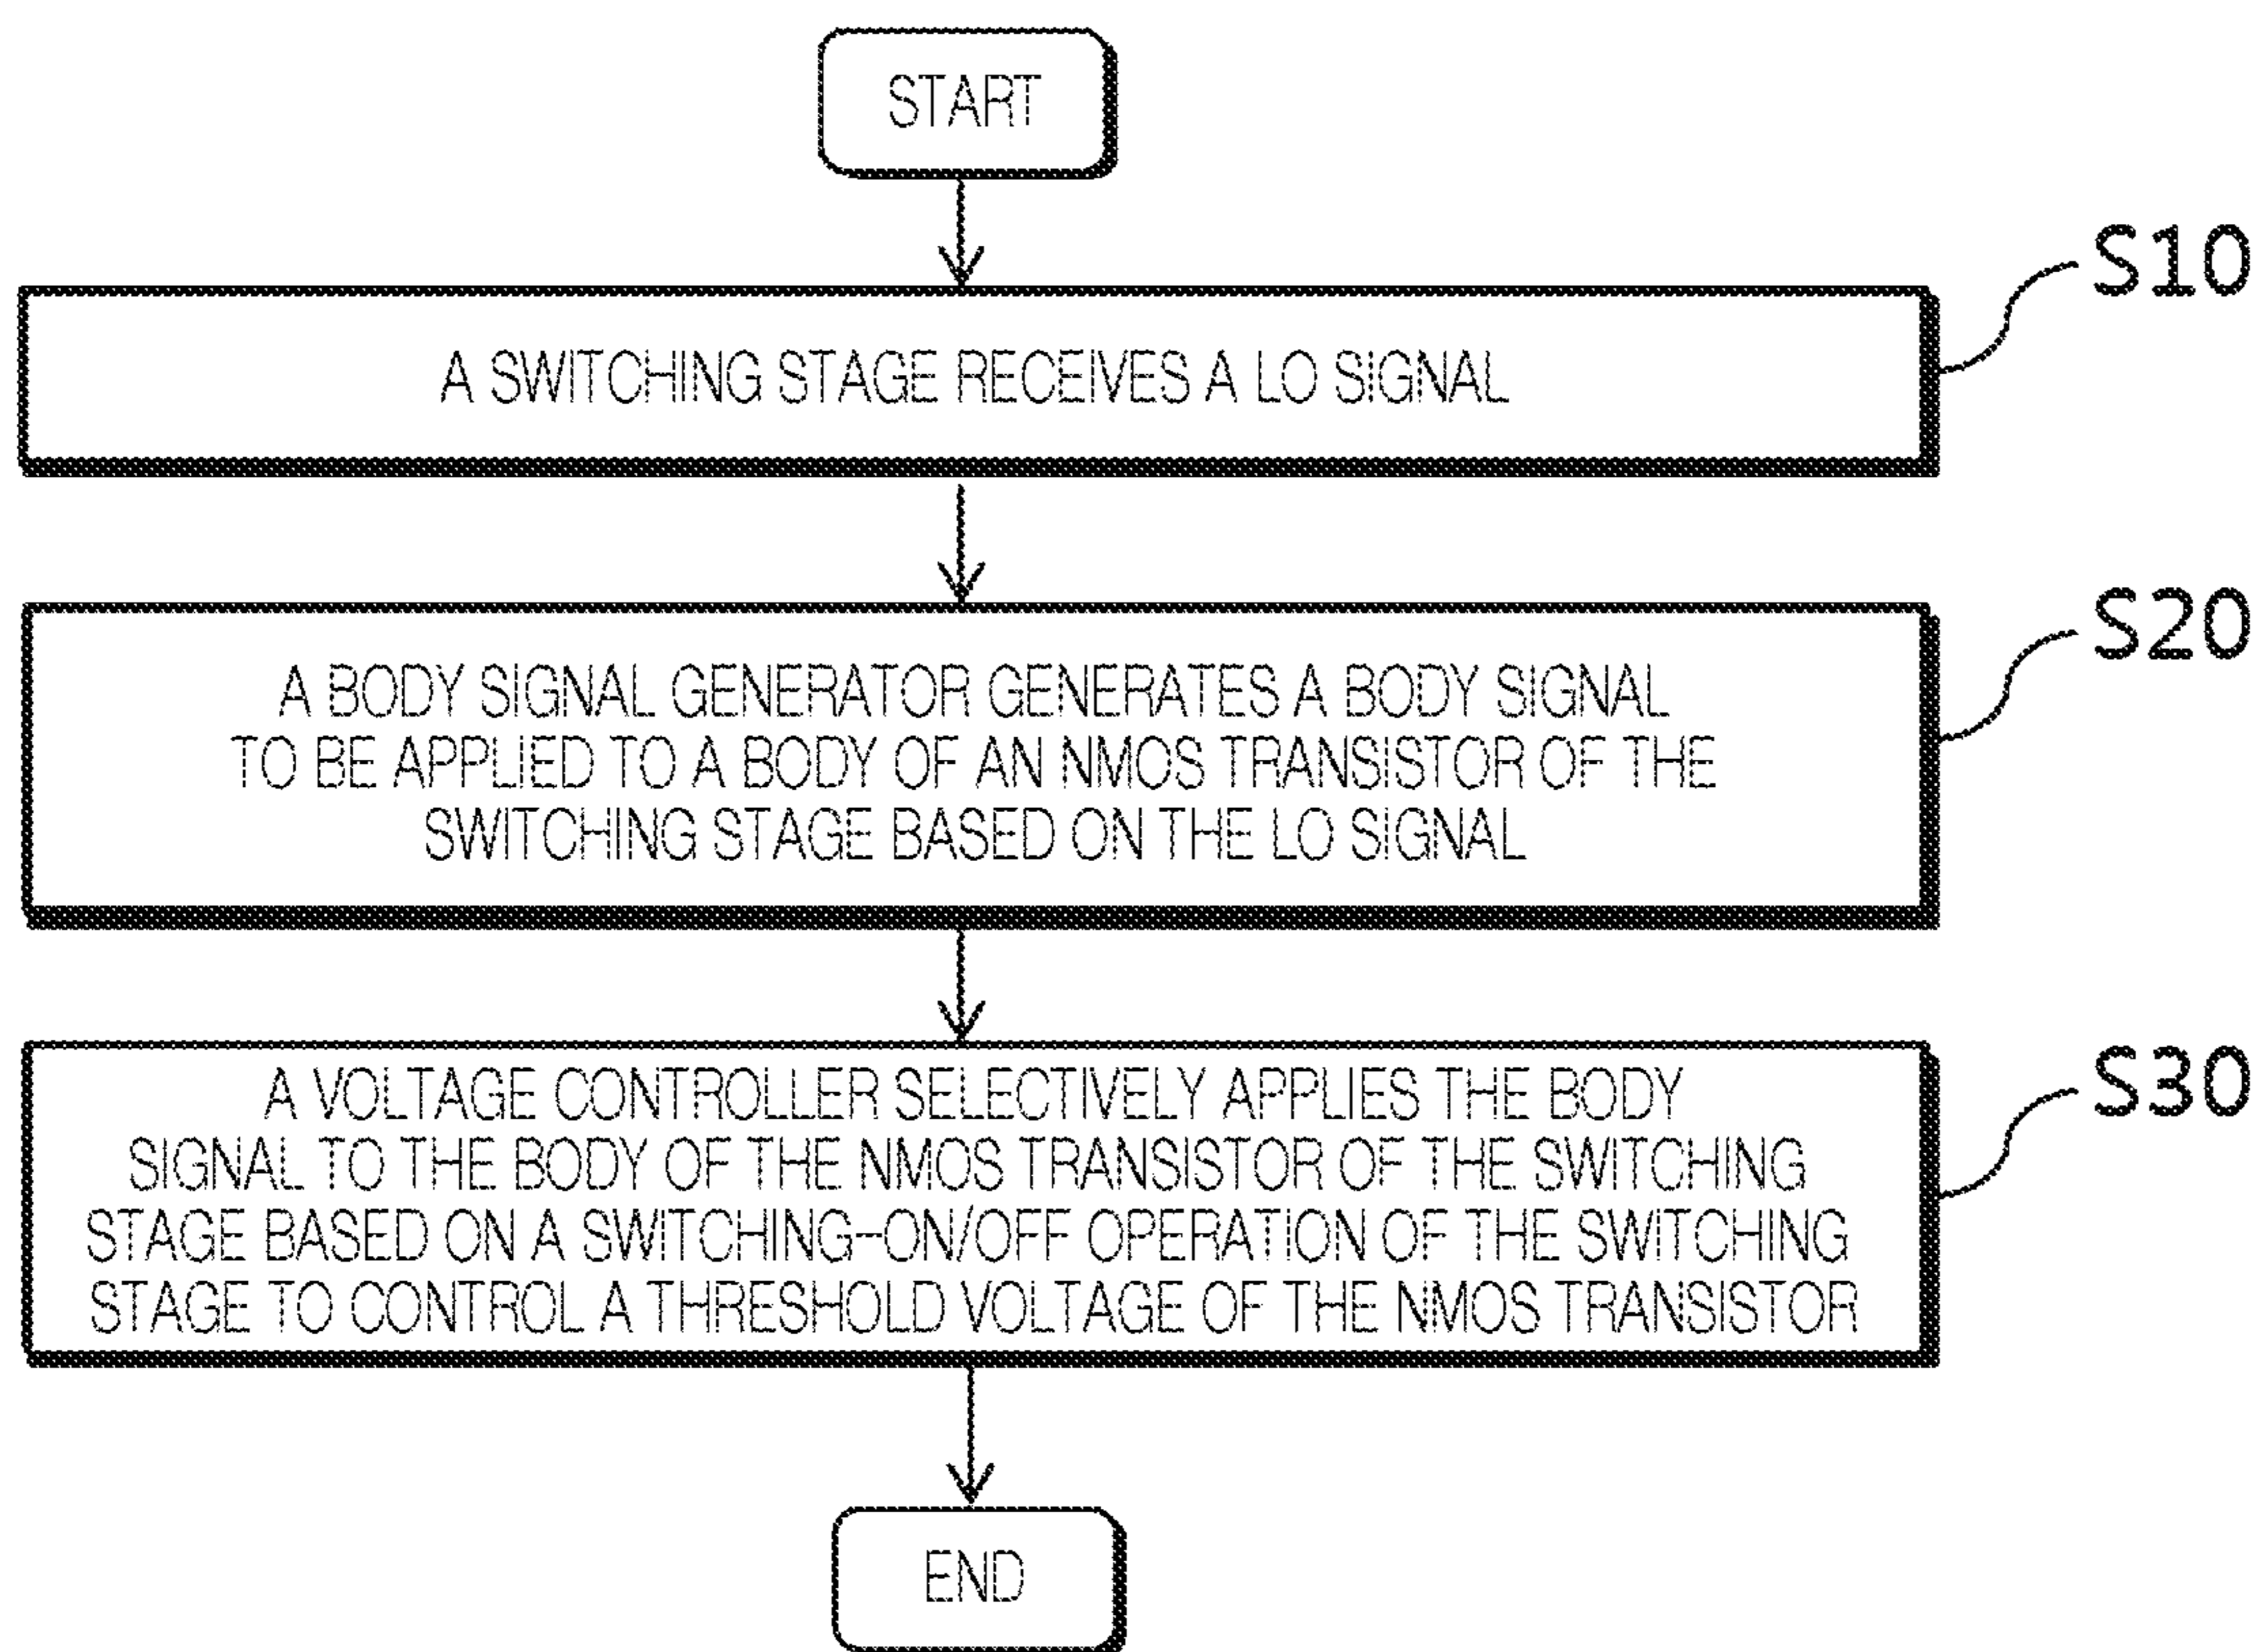 START
S10
A SWITCHING STAGE RECEIVES A LO SIGNAL
S20
A BODY SIGNAL GENERATOR GENERATES A BODY SIGNAL
TO BE APPLIED TO A BODY OF AN NMOS TRANSISTOR OF THE
SWITCHING STAGE BASED ON THE LO SIGNAL
S30
A VOLTAGE CONTROLLER SELECTIVELY APPLIES THE BODY
SIGNAL TO THE BODY OF THE NMOS TRANSISTOR OF THE SWITCHING
STAGE BASED ON A SWITCHING-ON/OFF OPERATION OF THE SWITCHING
STAGE TO CONTROL A THRESHOLD VOLTAGE OF THE NMOS TRANSISTOR
END